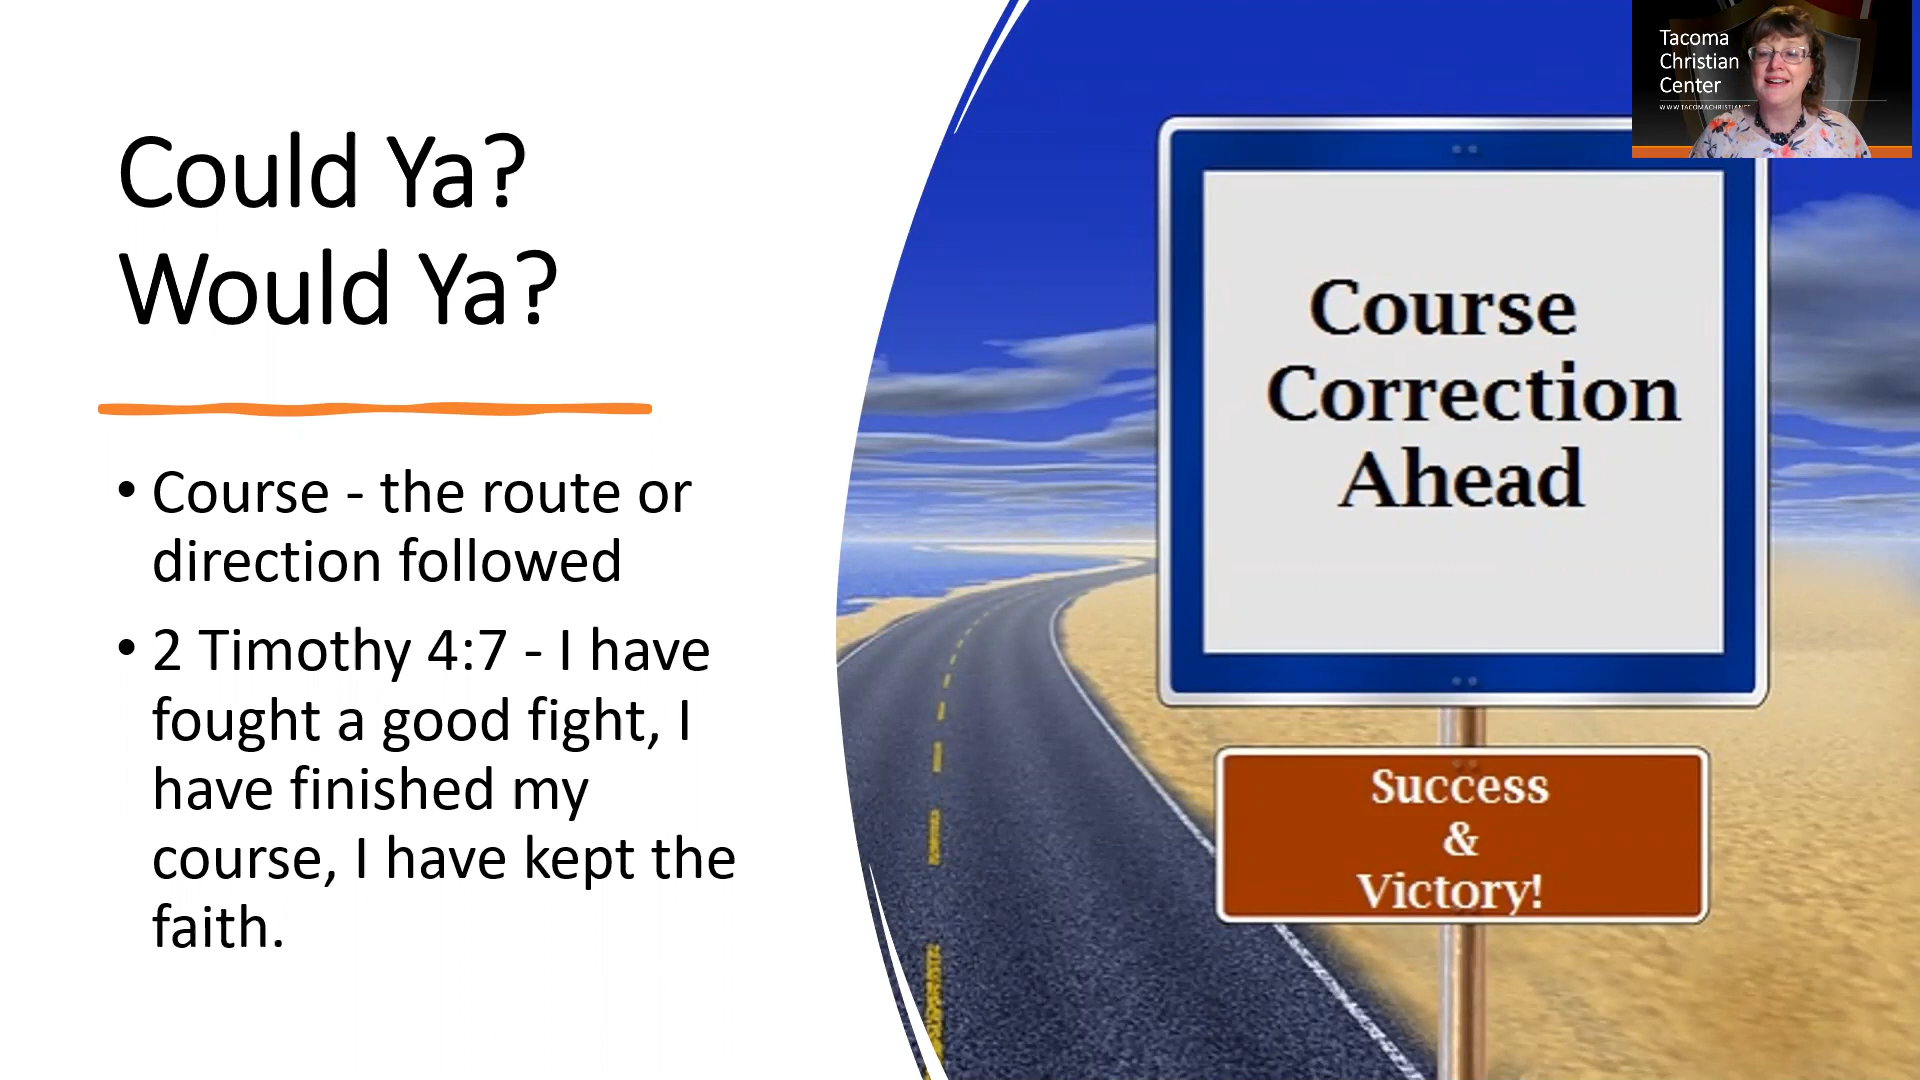 Could Ya?
Would Ya?
• Course - the route or
direction followed
• 2 Timothy 4:7 - I have
fought a good fight, I
have finished my
course, I have kept the
faith.
Course
Correction
Ahead
Success
&
Victory!
Tacoma
Christian
Center